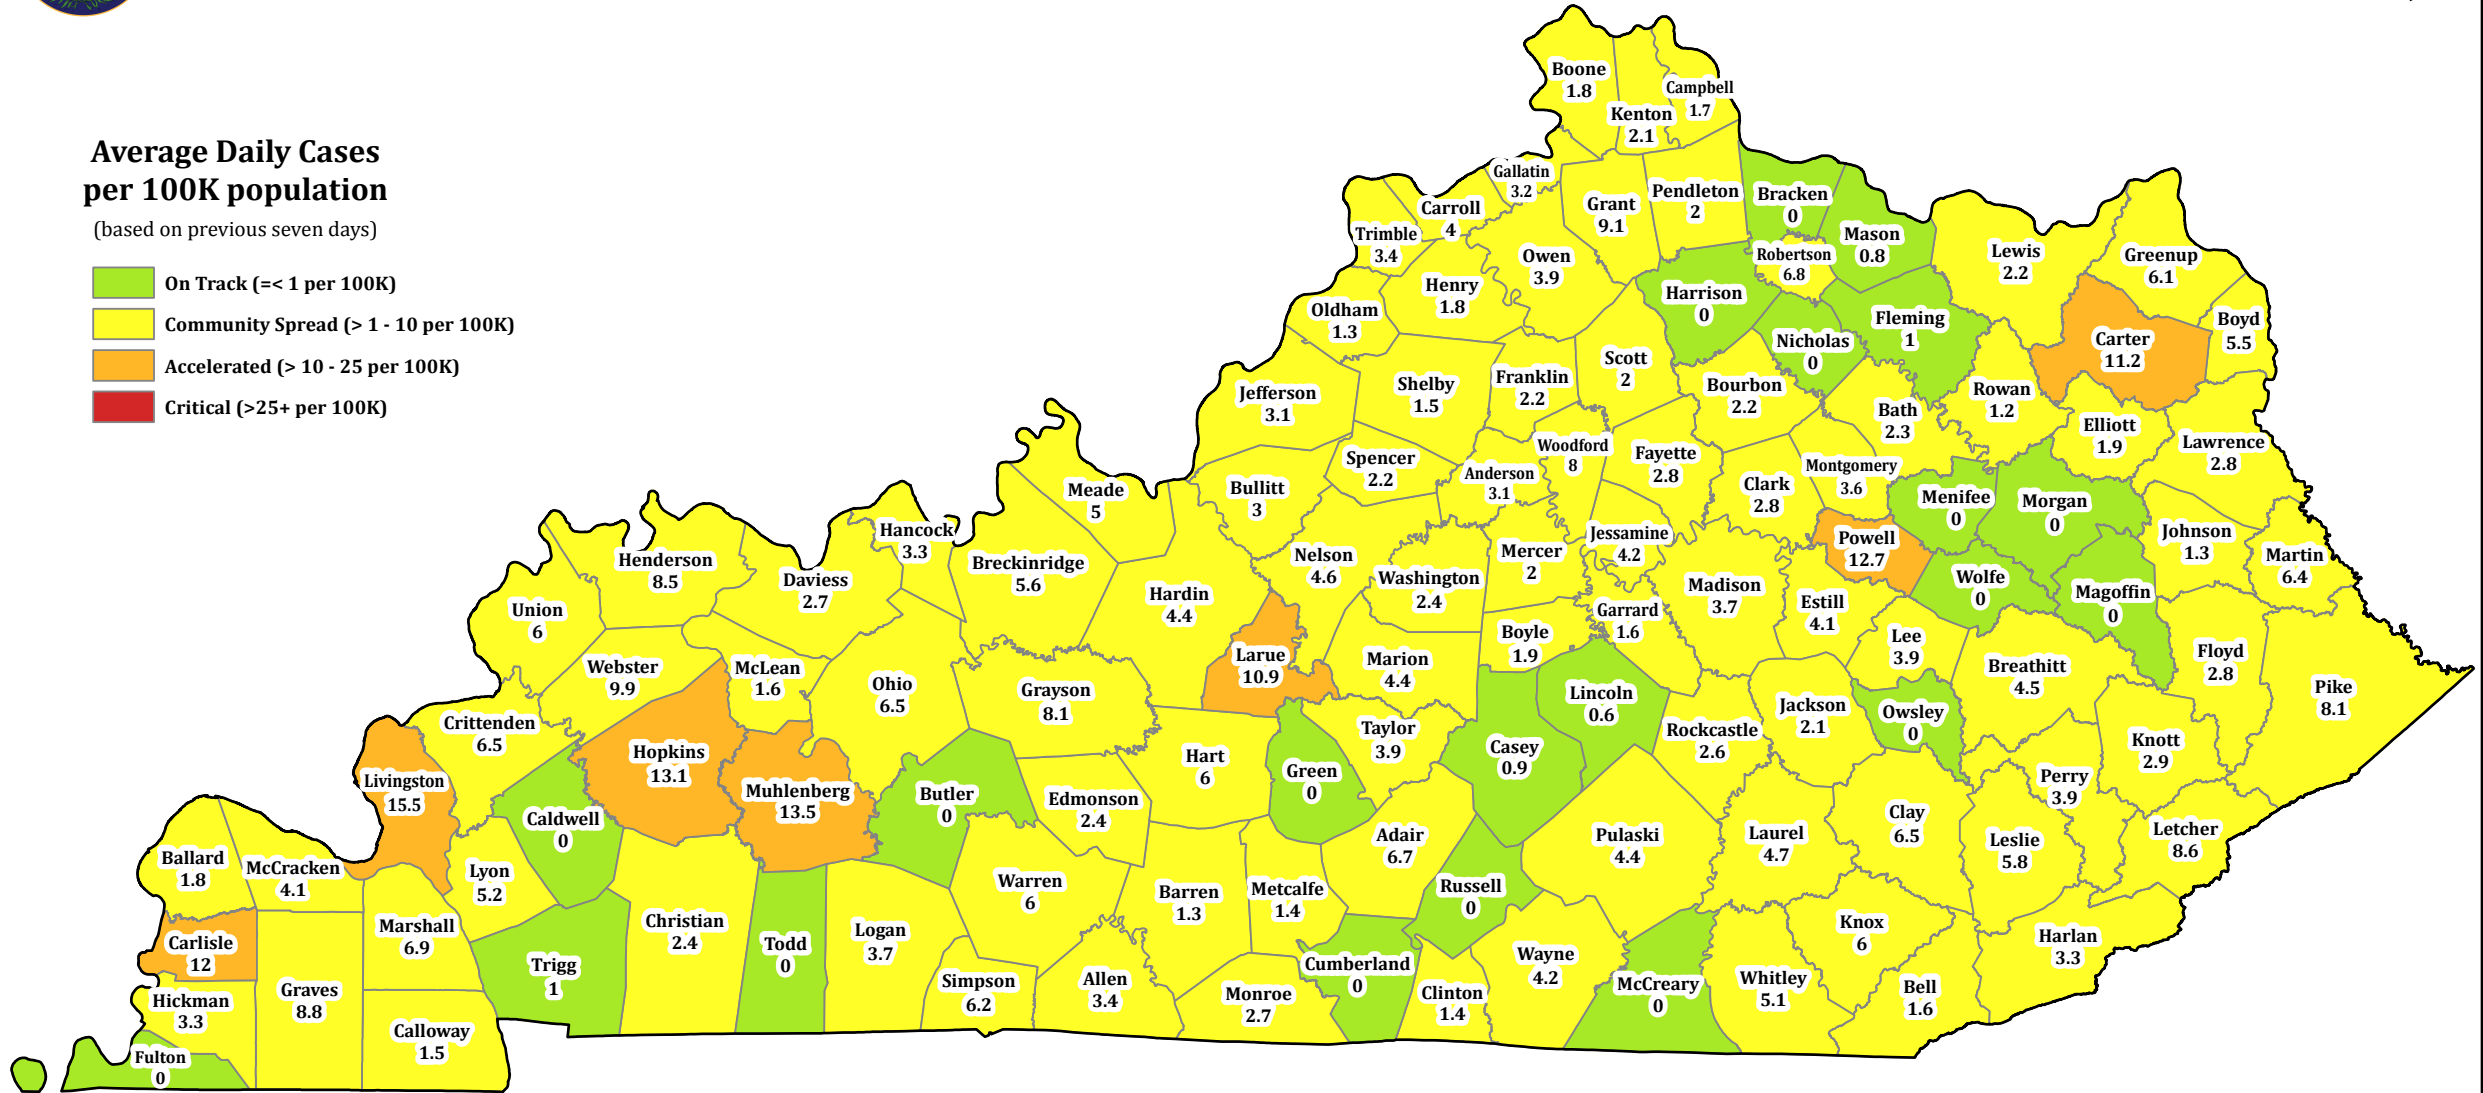 Average Daily Cases
per 100K population
(based on previous seven days)
On Track (=< 1 per 100K)
Community Spread (> 1 - 10 per 100K)
Accelerated (> 10 - 25 per 100K)
Critical (>25+ per 100K)
Boone
1.8
Kenton
2.1
Campbell
1.7
Gallatin
3.2
Carroll
4
Trimble
3.4
Grant
9.1
Pendleton
2
Bracken
0
Mason
0.8
Robertson
6.8
Lewis
2.2
Greenup
6.1
Owen
3.9
Henry
1.8
Oldham
1.3
Harrison
0
Fleming
1
Nicholas
0
Carter
11.2
Boyd
5.5
Jefferson
3.1
Shelby
1.5
Franklin
2.2
Scott
2
Bourbon
2.2
Bath
2.3
Rowan
1.2
Elliott
1.9
Lawrence
2.8
Spencer
2.2
Anderson
3.1
Woodford
8
Fayette
2.8
Clark
2.8
Montgomery
3.6
Menifee
0
Morgan
0
Johnson
1.3
Martin
6.4
Meade
5
Bullitt
3
Hancock
3.3
Breckinridge
5.6
Henderson
8.5
Daviess
2.7
Union
6
Hardin
4.4
Nelson
4.6
Washington
2.4
Mercer
2
Jessamine
4.2
Garrard
1.6
Madison
3.7
Estill
4.1
Powell
12.7
Wolfe
0
Magoffin
0
Lee
3.9
Breathitt
4.5
Floyd
2.8
Pike
8.1
Webster
9.9
McLean
1.6
Ohio
6.5
Grayson
8.1
Larue
10.9
Marion
4.4
Boyle
1.9
Lincoln
0.6
Rockcastle
2.6
Jackson
2.1
Owsley
0
Knott
2.9
Perry
3.9
Crittenden
6.5
Livingston
15.5
Hopkins
13.1
Muhlenberg
13.5
Butler
0
Edmonson
2.4
Hart
6
Green
0
Taylor
3.9
Casey
0.9
Caldwell
0
Adair
6.7
Pulaski
4.4
Laurel
4.7
Clay
6.5
Leslie
5.8
Letcher
8.6
Ballard
1.8
McCracken
4.1
Lyon
5.2
Warren
6
Barren
1.3
Metcalfe
1.4
Russell
0
Carlisle
12
Marshall
6.9
Christian
2.4
Todd
0
Logan
3.7
Knox
6
Harlan
3.3
Hickman
3.3
Graves
8.8
Trigg
1
Simpson
6.2
Allen
3.4
Monroe
2.7
Cumberland
0
Clinton
1.4
Wayne
4.2
McCreary
0
Whitley
5.1
Bell
1.6
Calloway
1.5
Fulton
0